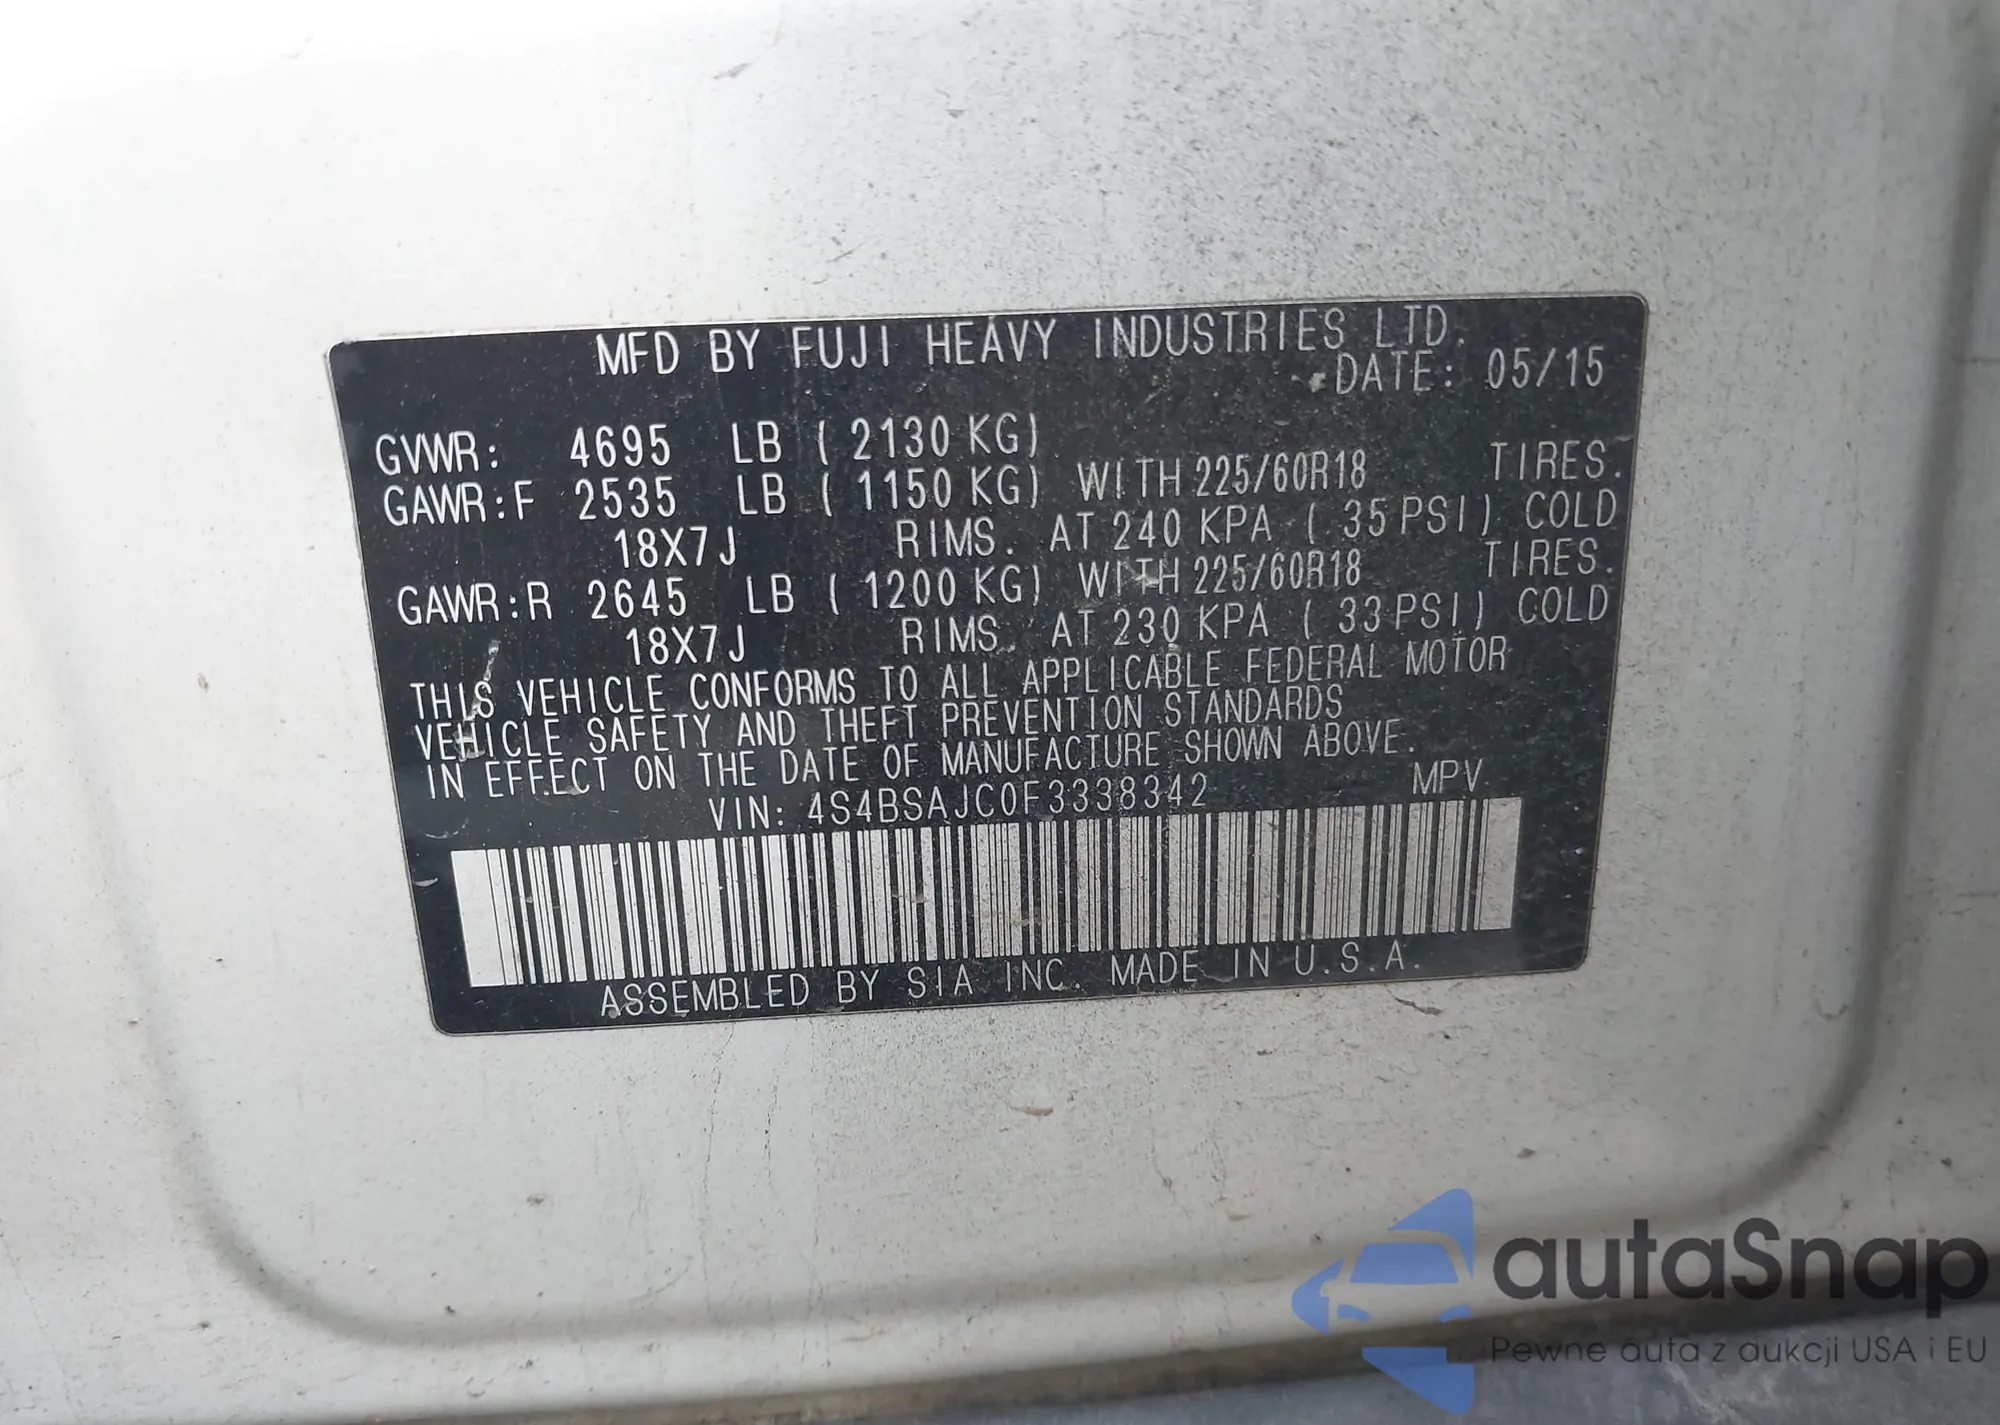 MFD BY FUJI HEAVY INDUSTRIES LTD.
DATE: 05/15
GVWR: 4695 LB ( 2130 KG)
GAWR:F 2535 LB ( 1150 KG) WITH 225/60R18 TIRES.
18X7J RIMS. AT 240 KPA ( 35 PSI) COLD
GAWR:R 2645 LB ( 1200 KG) WITH 225/60R18 TIRES.
18X7J RIMS. AT 230 KPA ( 33 PSI) COLD
THIS VEHICLE CONFORMS TO ALL APPLICABLE FEDERAL MOTOR
VEHICLE SAFETY AND THEFT PREVENTION STANDARDS
IN EFFECT ON THE DATE OF MANUFACTURE SHOWN ABOVE.
VIN: 4S4BSAJC0F3338342 MPV
ASSEMBLED BY SIA INC. MADE IN U.S.A.
autaSnap
Pewne auta z aukcji USA i EU